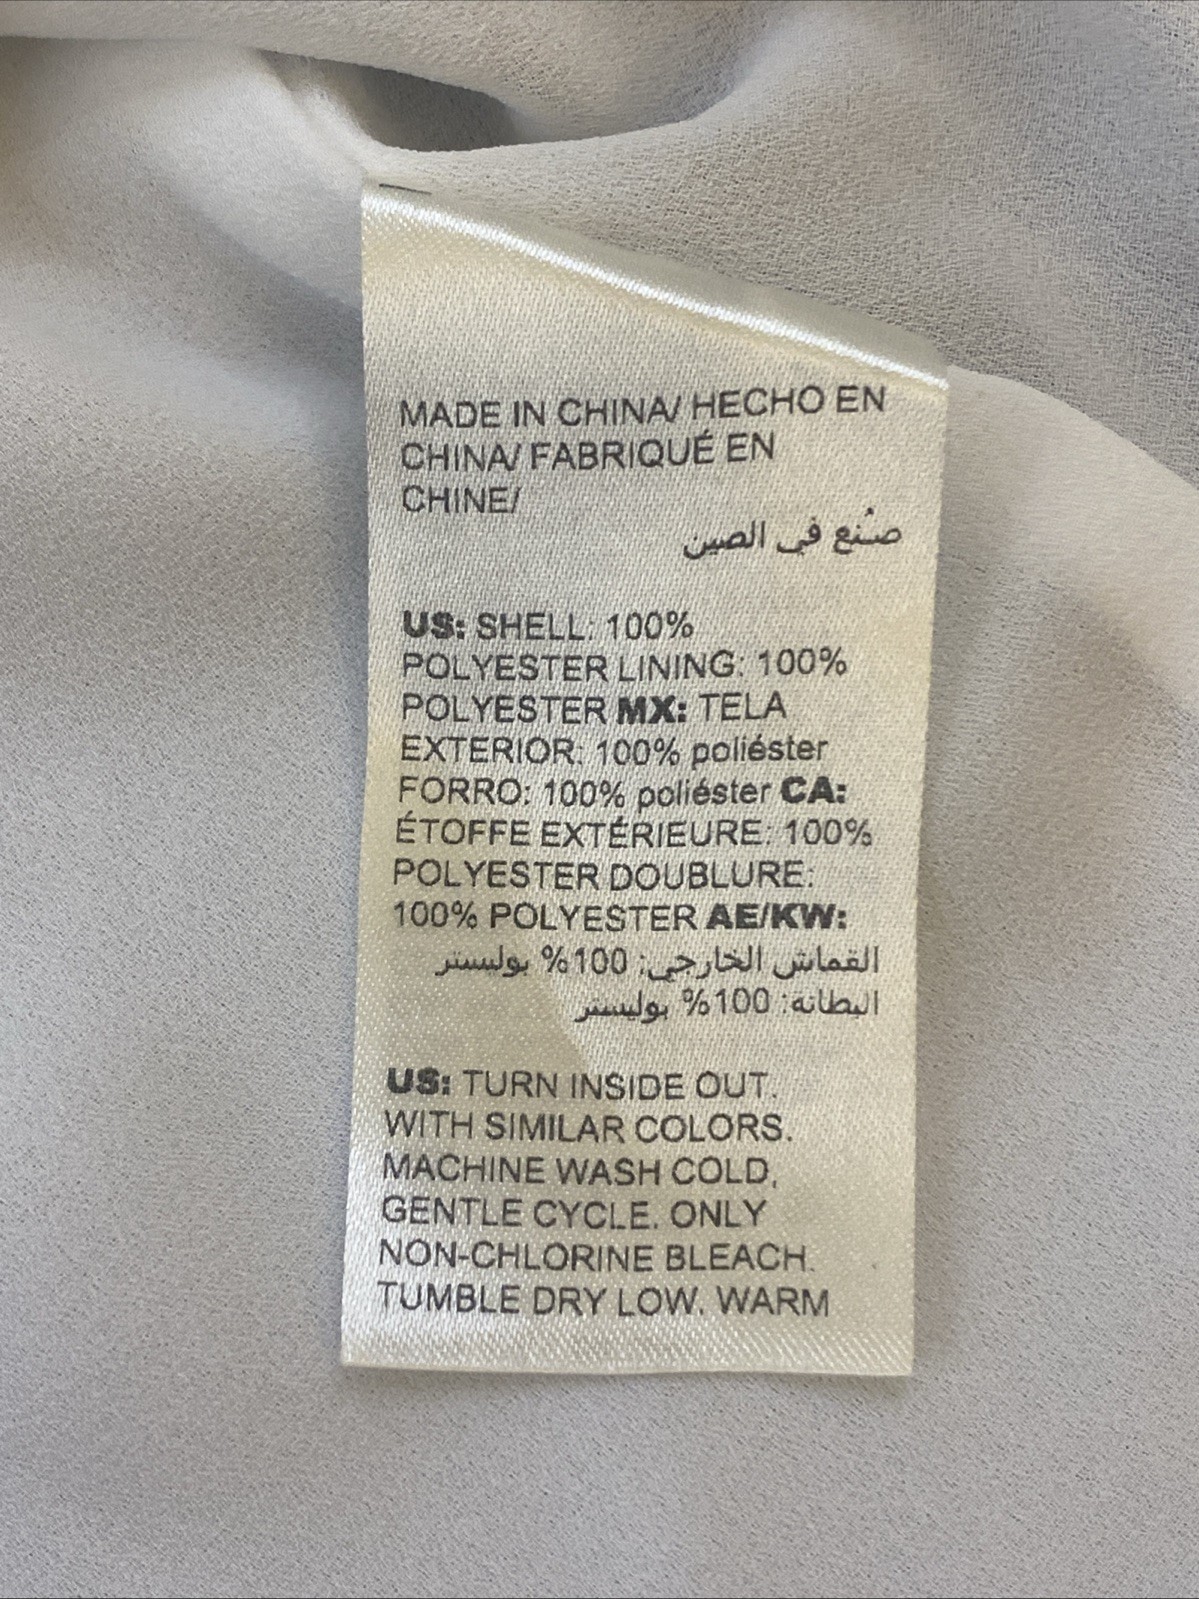 MADE IN CHINA/ HECHO EN
CHINA/ FABRIQUÉ EN
CHINE/
صُنع في الصين
US: SHELL: 100%
POLYESTER LINING: 100%
POLYESTER MX: TELA
EXTERIOR: 100% poliéster
FORRO: 100% poliéster CA:
ÉTOFFE EXTÉRIEURE: 100%
POLYESTER DOUBLURE:
100% POLYESTER AE/KW:
القماش الخارجي: 100% بوليستر
البطانة: 100% بوليستر
US: TURN INSIDE OUT.
WITH SIMILAR COLORS.
MACHINE WASH COLD,
GENTLE CYCLE. ONLY
NON-CHLORINE BLEACH.
TUMBLE DRY LOW. WARM